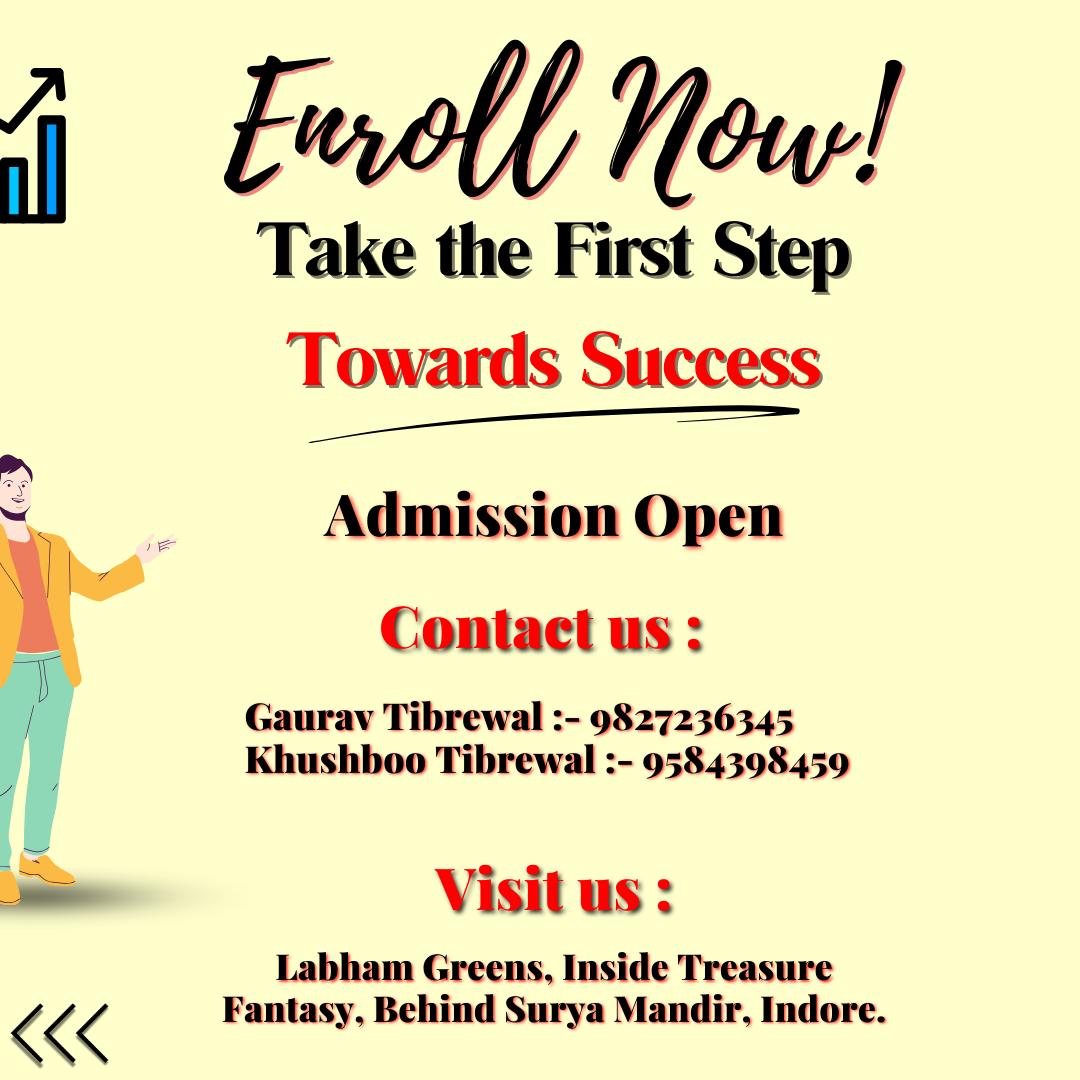 Enroll Now!
Take the First Step
Towards Success
Admission Open
Contact us :
Gaurav Tibrewal :- 9827236345
Khushboo Tibrewal :- 9584398459
Visit us :
Labham Greens, Inside Treasure
Fantasy, Behind Surya Mandir, Indore.